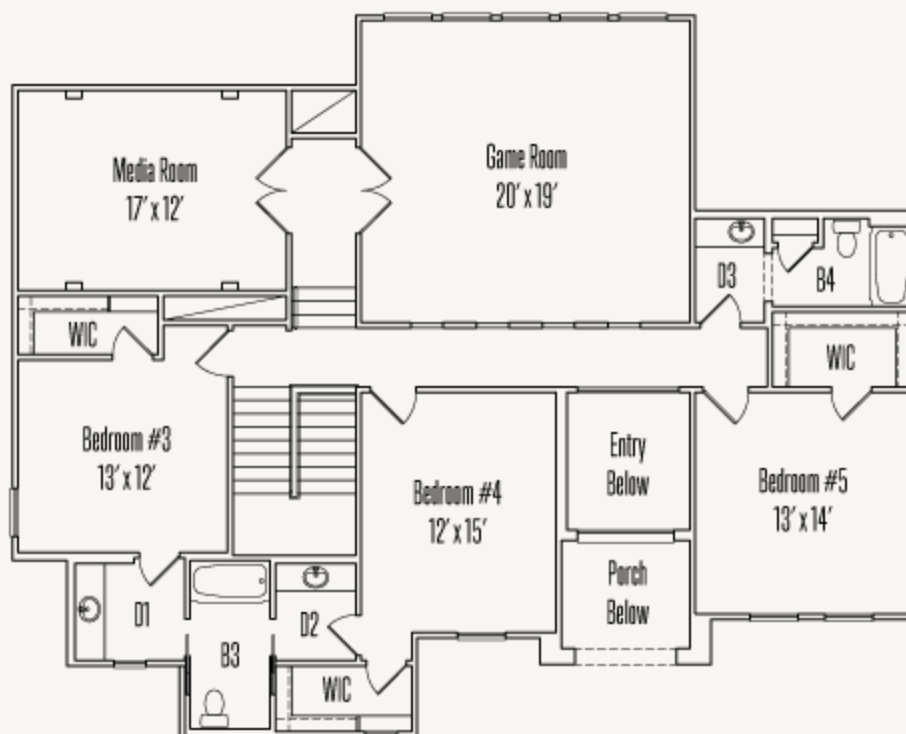 Media Room
17' x 12'
Game Room
20' x 19'
D3
B4
WIC
WIC
Bedroom #3
13' x 12'
Bedroom #4
12' x 15'
Entry
Below
Bedroom #5
13' x 14'
Porch
Below
D1
B3
D2
WIC